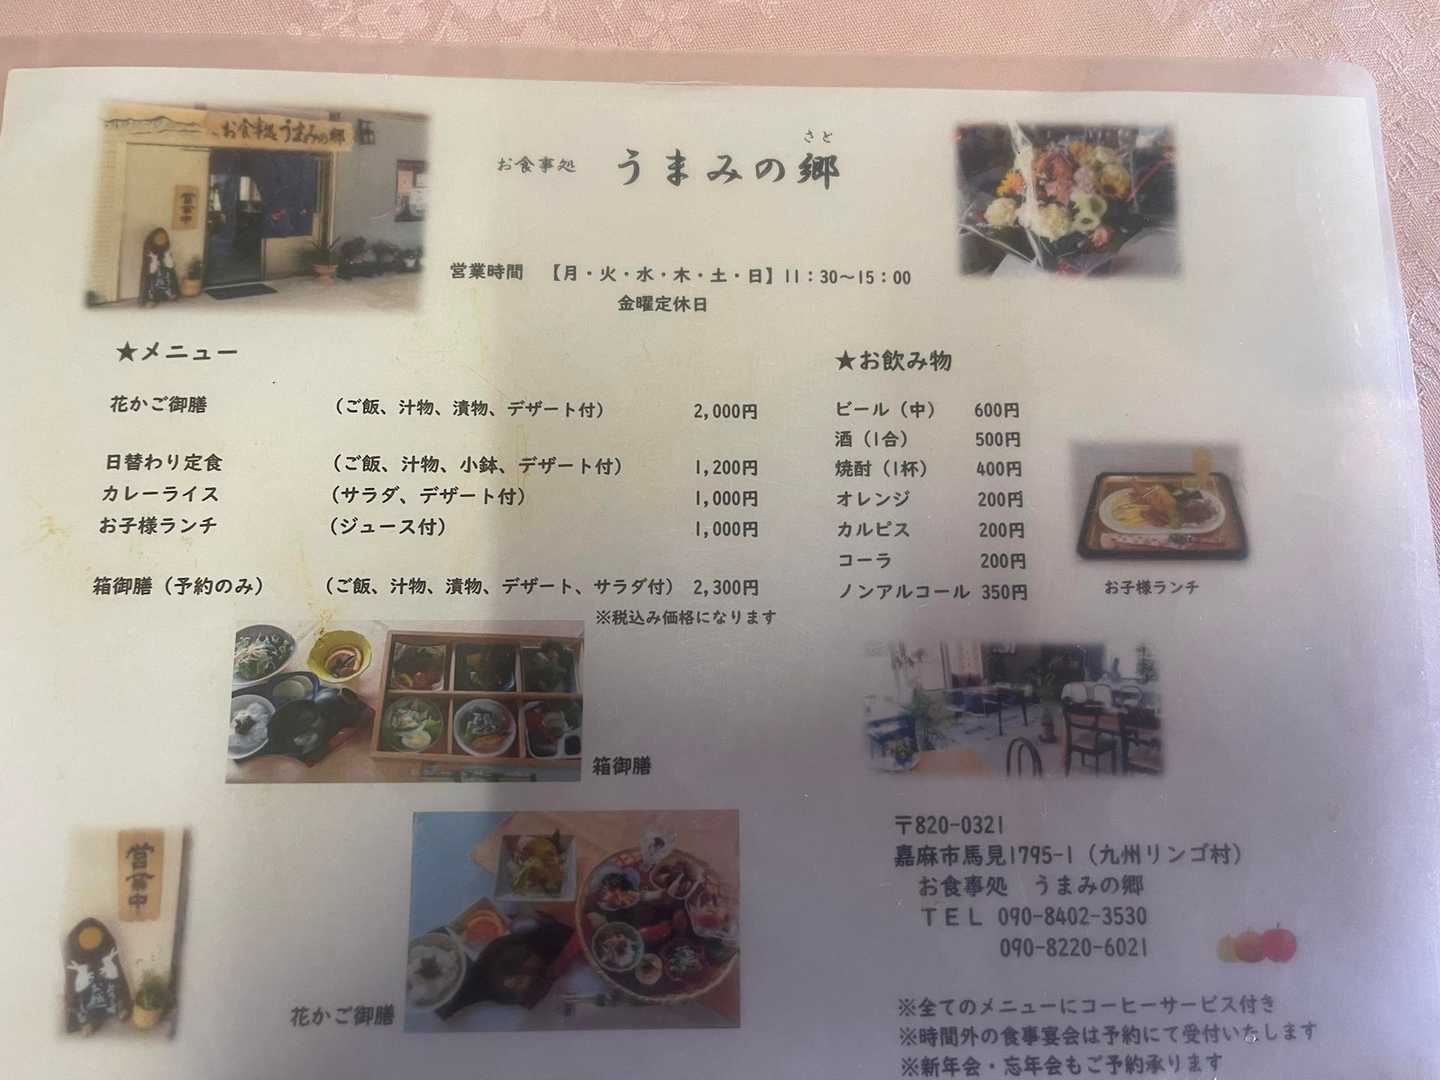 お食事処うまみの郷
営業中
さと
お食事処 うまみの郷
営業時間 【月・火・水・木・土・日】11:30～15:00
金曜定休日
★メニュー
花かご御膳 (ご飯、汁物、漬物、デザート付) 2,000円
日替わり定食 (ご飯、汁物、小鉢、デザート付) 1,200円
カレーライス (サラダ、デザート付) 1,000円
お子様ランチ (ジュース付) 1,000円
箱御膳(予約のみ) (ご飯、汁物、漬物、デザート、サラダ付) 2,300円
※税込み価格になります
★お飲み物
ビール(中) 600円
酒(1合) 500円
焼酎(1杯) 400円
オレンジ 200円
カルピス 200円
コーラ 200円
ノンアルコール 350円
お子様ランチ
箱御膳
営業中
花かご御膳
〒820-0321
嘉麻市馬見1795-1(九州リンゴ村)
お食事処 うまみの郷
TEL 090-8402-3530
090-8220-6021
※全てのメニューにコーヒーサービス付き
※時間外の食事宴会は予約にて受付いたします
※新年会・忘年会もご予約承ります